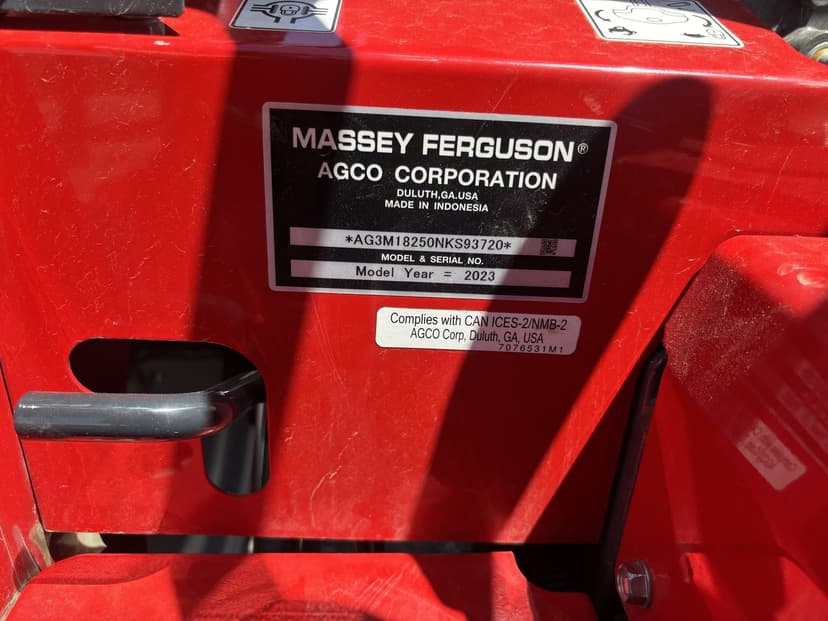 MASSEY FERGUSON®
AGCO CORPORATION
DULUTH,GA.USA
MADE IN INDONESIA
*AG3M18250NKS93720*
MODEL & SERIAL NO.
Model Year = 2023
Complies with CAN ICES-2/NMB-2
AGCO Corp, Duluth, GA, USA
7076531M1